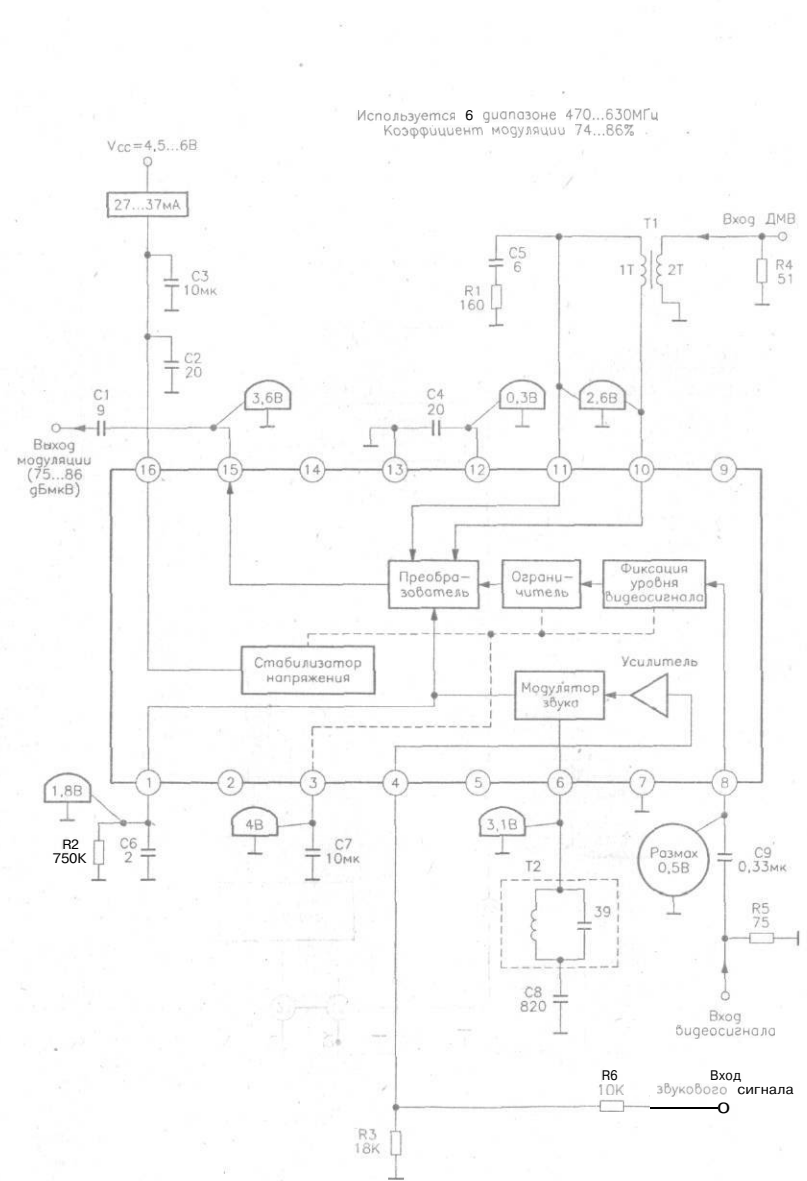 Используется 6 диапазоне 470...630МГц
Коэффициент модуляции 74...86%
Vcc=4,5...6В
27...37мА
C3
10мк
C2
20
C1
9
3,6В
Выход
модуляции
(75...86
дБмкВ)
C5
6
R1
160
T1
1T
2T
Вход ДМВ
R4
51
C4
20
0,3В
2,6В
16
15
14
13
12
11
10
9
Преобра-
зователь
Ограни-
читель
Фиксация
уровня
видеосигнала
Стабилизатор
напряжения
Модулятор
звука
Усилитель
1
2
3
4
5
6
7
8
1,8В
R2
750K
C6
2
4В
C7
10мк
3,1В
T2
39
C8
820
Размах
0,5В
C9
0,33мк
R5
75
Вход
видеосигнала
R6
10K
Вход
звукового сигнала
R3
18K